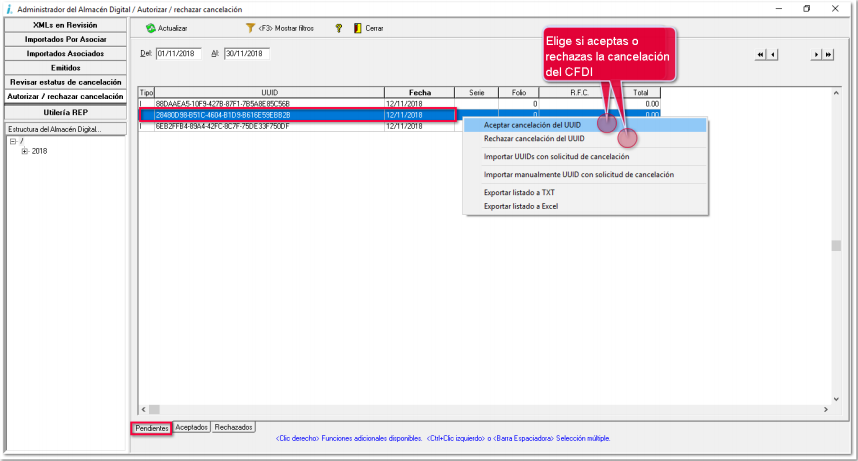 Administrador del Almacén Digital / Autorizar / rechazar cancelación
XMLs en Revisión
Importados Por Asociar
Importados Asociados
Emitidos
Revisar estatus de cancelación
Autorizar / rechazar cancelación
Utilería REP
Estructura del Almacén Digital...
/
2018
Actualizar
<F3> Mostrar filtros
Cerrar
Del: 01/11/2018 Al: 30/11/2018
Elige si aceptas o
rechazas la cancelación
del CFDI
Tipo UUID Fecha Serie Folio R.F.C. Total
I 88DAAEA5-10F9-427B-87F1-7B5A8E85C56B 12/11/2018 0 0.00
28480D98-B51C-4604-B1D9-B616E59EBB2B 12/11/2018 0 0.00
I 6EB2FFB4-89A4-42FC-8C7F-75DE33F750DF 12/11/2018
Aceptar cancelación del UUID
Rechazar cancelación del UUID
Importar UUIDs con solicitud de cancelación
Importar manualmente UUID con solicitud de cancelación
Exportar listado a TXT
Exportar listado a Excel
Pendientes Aceptados Rechazados
<Clic derecho> Funciones adicionales disponibles. <Ctrl+Clic izquierdo> o <Barra Espaciadora> Selección múltiple.